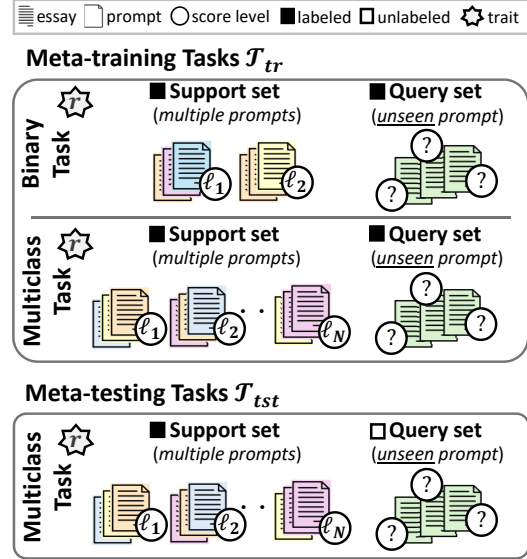 essay prompt score level labeled unlabeled r trait
Meta-training Tasks 𝒯tr
Binary Task
r
Support set
(multiple prompts)
ℓ1
ℓ2
Query set
(unseen prompt)
?
?
?
Multiclass Task
r
Support set
(multiple prompts)
ℓ1
ℓ2
. .
ℓN
Query set
(unseen prompt)
?
?
?
Meta-testing Tasks 𝒯tst
Multiclass Task
r
Support set
(multiple prompts)
ℓ1
ℓ2
. .
ℓN
Query set
(unseen prompt)
?
?
?